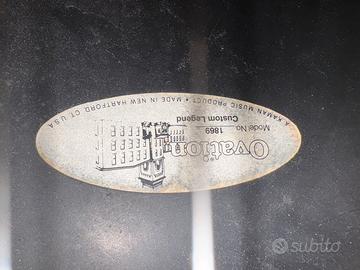 Ovation®
Model No. 1869
Custom Legend
A KAMAN MUSIC PRODUCT • MADE IN NEW HARTFORD, CT. U.S.A.
subito